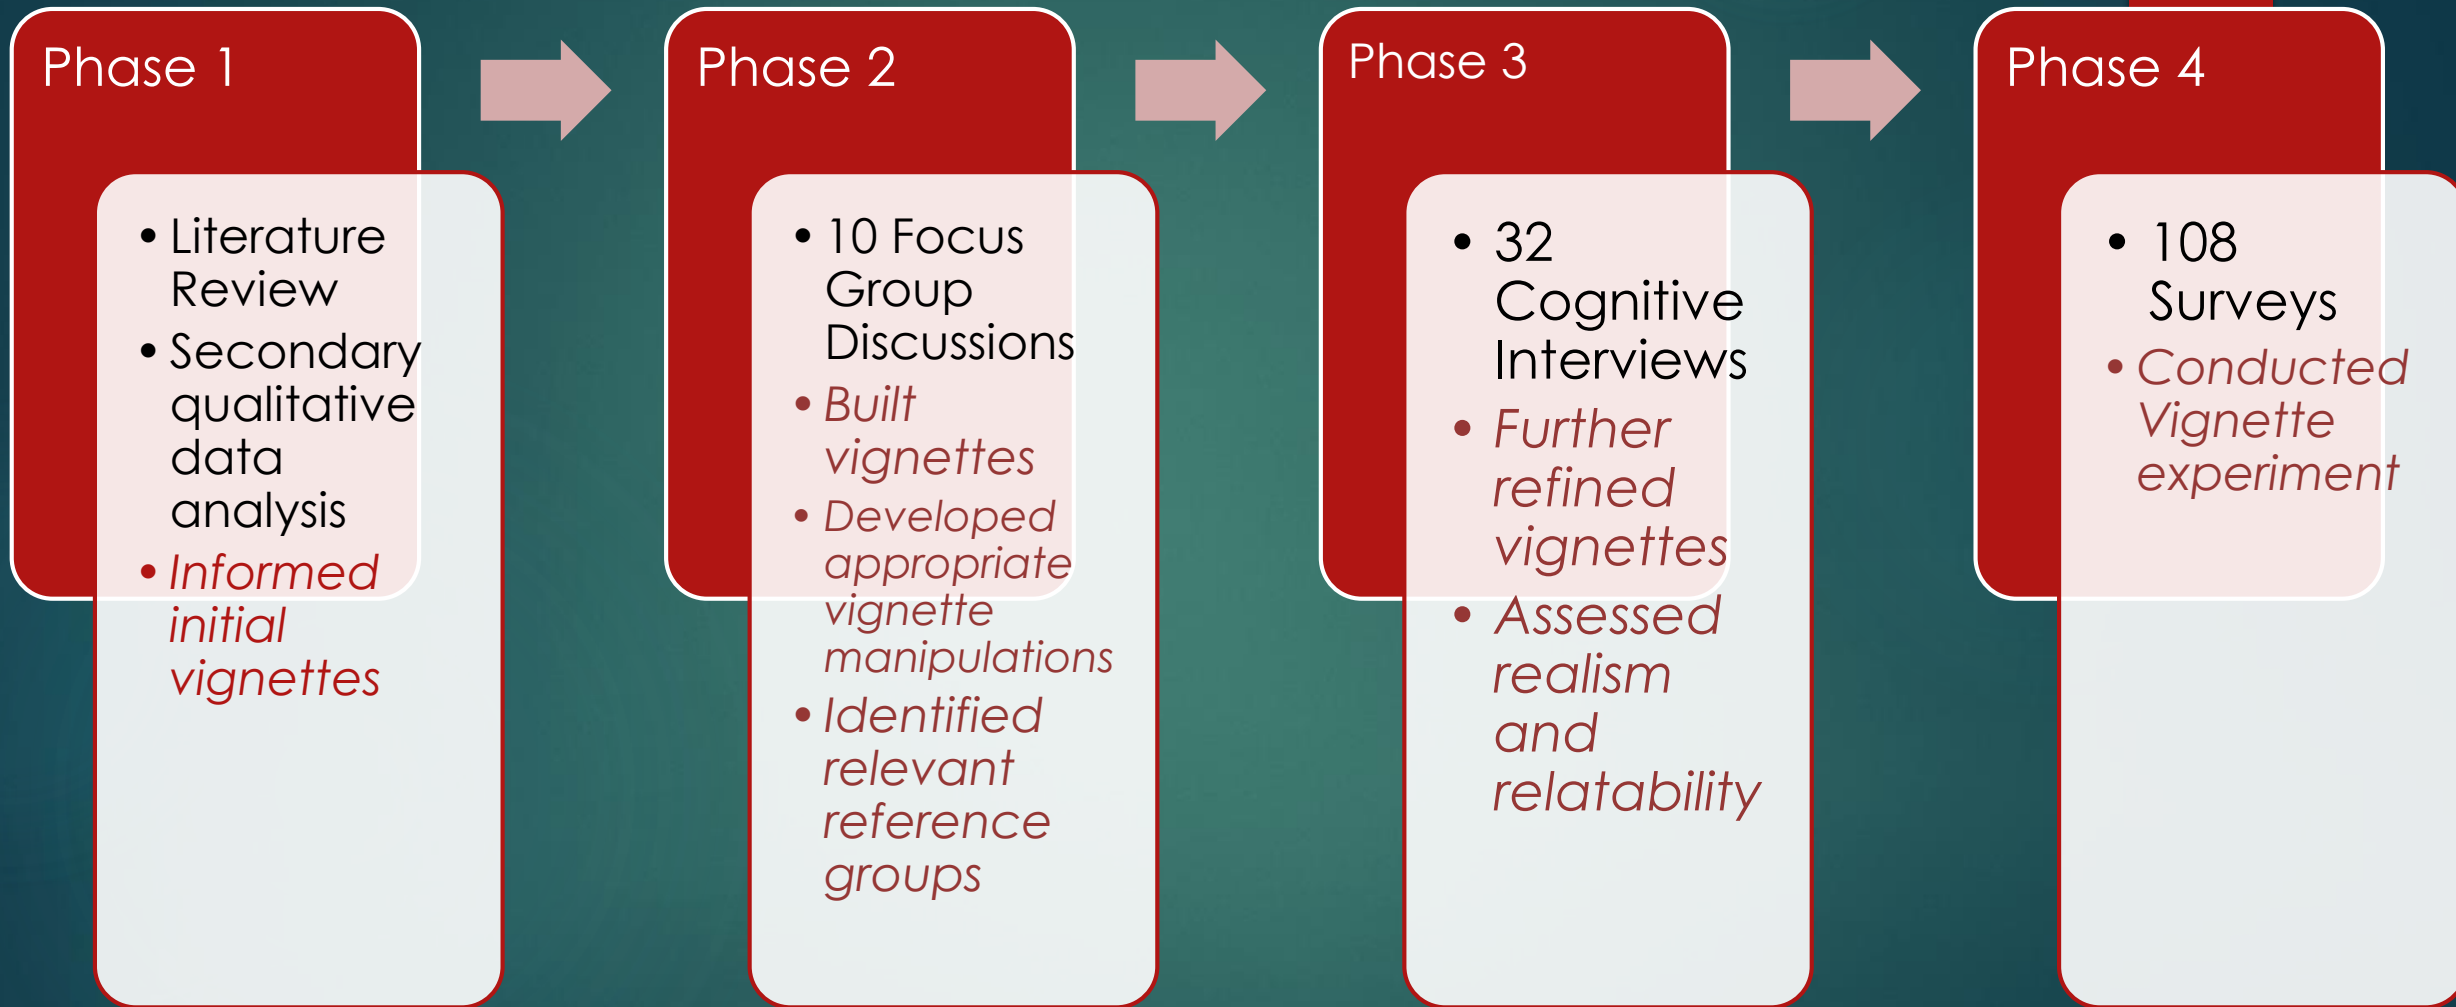 Phase 1
• Literature
Review
• Secondary
qualitative
data
analysis
• Informed
initial
vignettes
Phase 2
• 10 Focus
Group
Discussions
• Built
vignettes
• Developed
appropriate
vignette
manipulations
• Identified
relevant
reference
groups
Phase 3
• 32
Cognitive
Interviews
• Further
refined
vignettes
• Assessed
realism
and
relatability
Phase 4
• 108
Surveys
• Conducted
Vignette
experiment